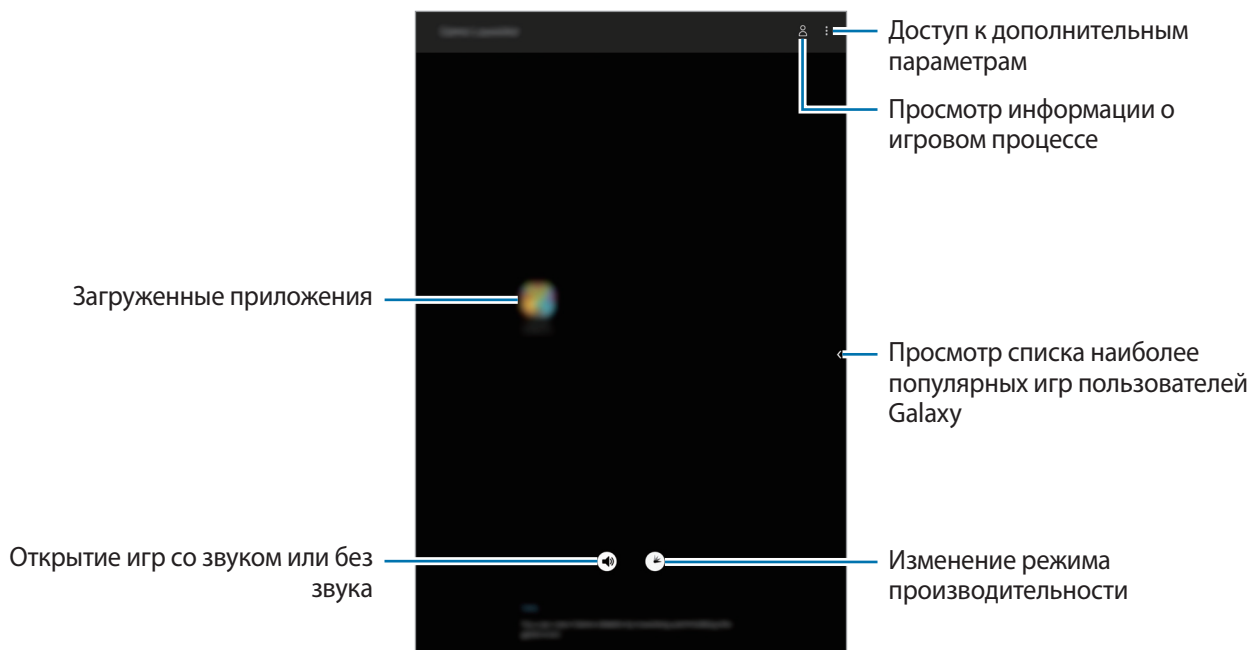 Доступ к дополнительным
параметрам
Просмотр информации о
игровом процессе
Загруженные приложения
Просмотр списка наиболее
популярных игр пользователей
Galaxy
Открытие игр со звуком или без
звука
Изменение режима
производительности